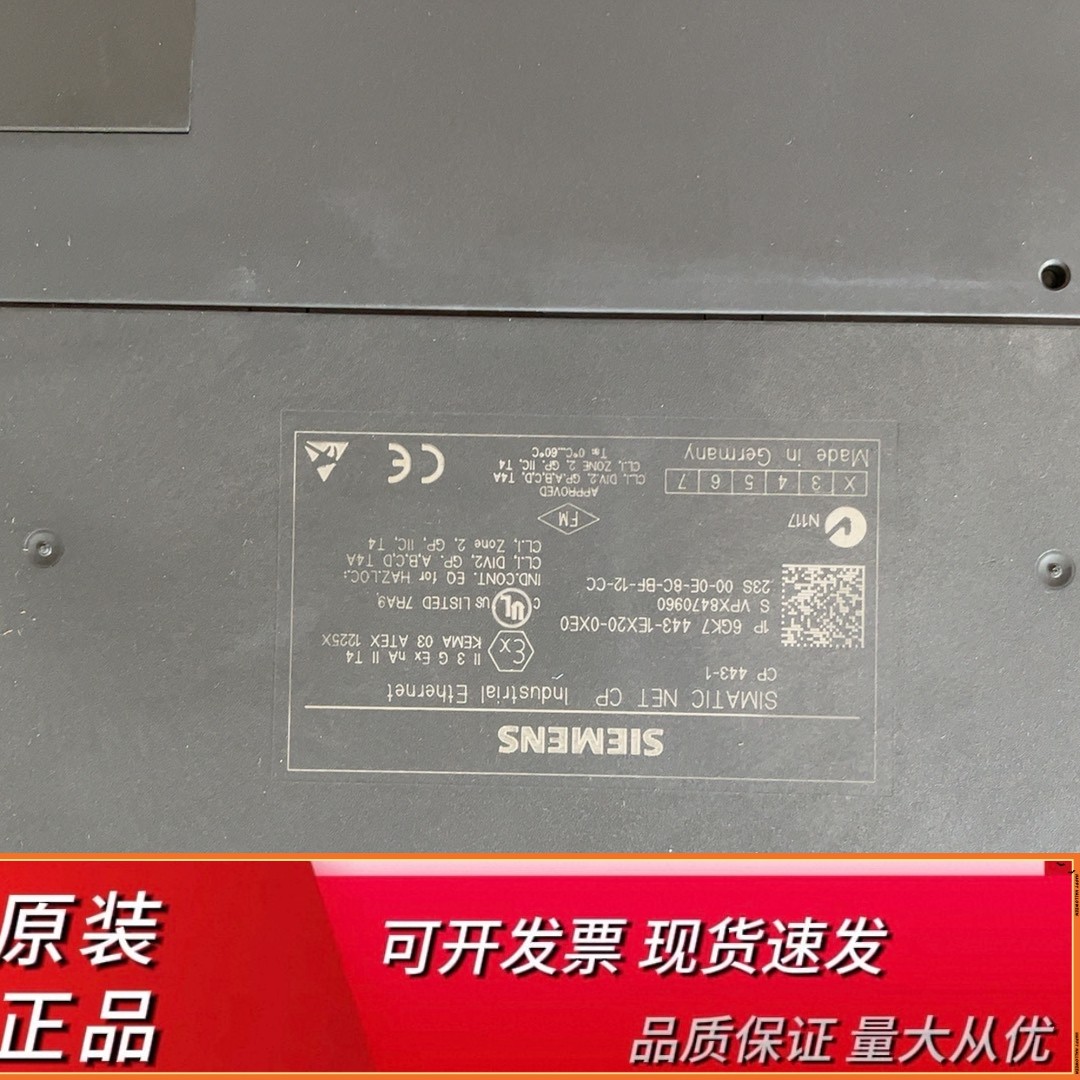 SIEMENS
SIMATIC NET CP Industrial Ethernet
CP 443-1
1P 6GK7 443-1EX20-0XE0
S VPX8470960
23S 00-0E-8C-BF-12-CC
II 3 G Ex nA II T4
KEMA 03 ATEX 1225X
Ex
C UL US LISTED 7RA9,
IND.CONT. EQ for HAZ.LOC:
CL.I, DIV2, GP. A,B,C,D T4A
CL.I, Zone 2, GP, IIC, T4
N117
FM
APPROVED
CL.I, DIV.2, GP.A,B,C,D, T4A
CL.I, ZONE 2, GP. IIC, T4
Ta: 0°C...60°C
X 3 4 5 6 7
Made in Germany
CE
原装
正品
可开发票 现货速发
品质保证 量大从优